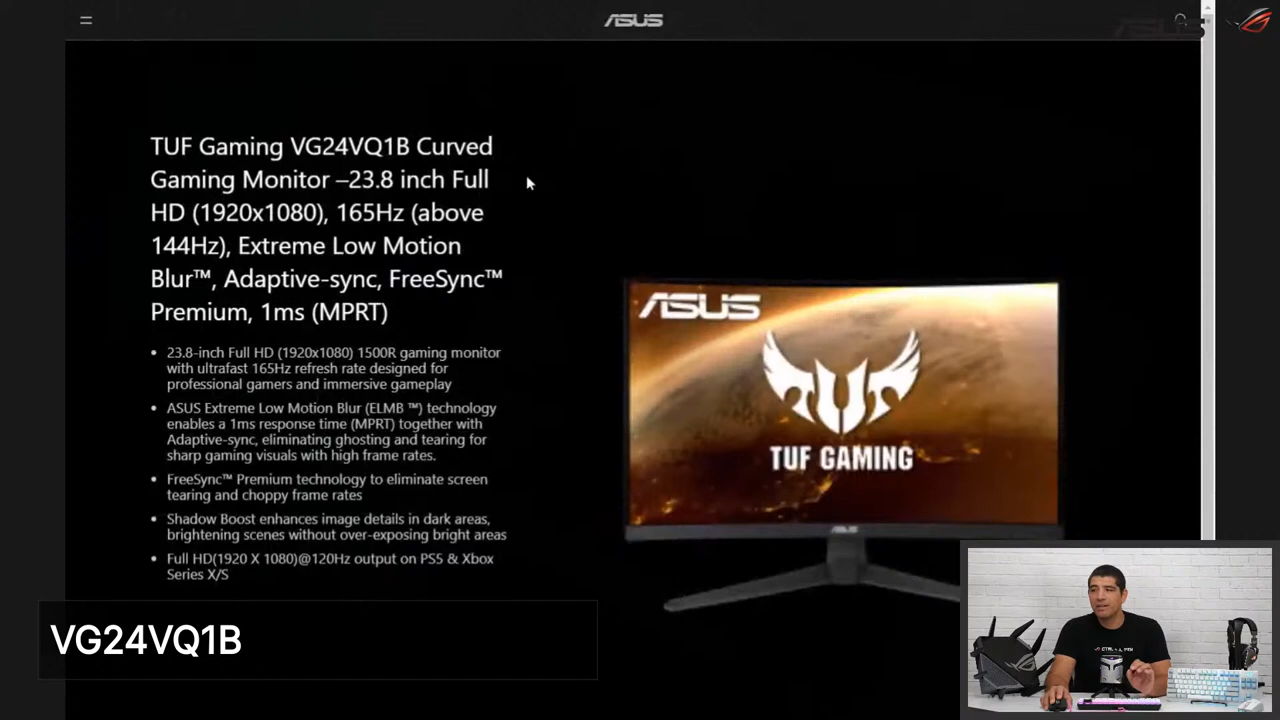 ASUS
ASUS
TUF Gaming VG24VQ1B Curved
Gaming Monitor –23.8 inch Full
HD (1920x1080), 165Hz (above
144Hz), Extreme Low Motion
Blur™, Adaptive-sync, FreeSync™
Premium, 1ms (MPRT)
• 23.8-inch Full HD (1920x1080) 1500R gaming monitor
with ultrafast 165Hz refresh rate designed for
professional gamers and immersive gameplay
• ASUS Extreme Low Motion Blur (ELMB ™) technology
enables a 1ms response time (MPRT) together with
Adaptive-sync, eliminating ghosting and tearing for
sharp gaming visuals with high frame rates.
• FreeSync™ Premium technology to eliminate screen
tearing and choppy frame rates
• Shadow Boost enhances image details in dark areas,
brightening scenes without over-exposing bright areas
• Full HD(1920 X 1080)@120Hz output on PS5 & Xbox
Series X/S
ASUS
TUF
TUF GAMING
ASUS
VG24VQ1B